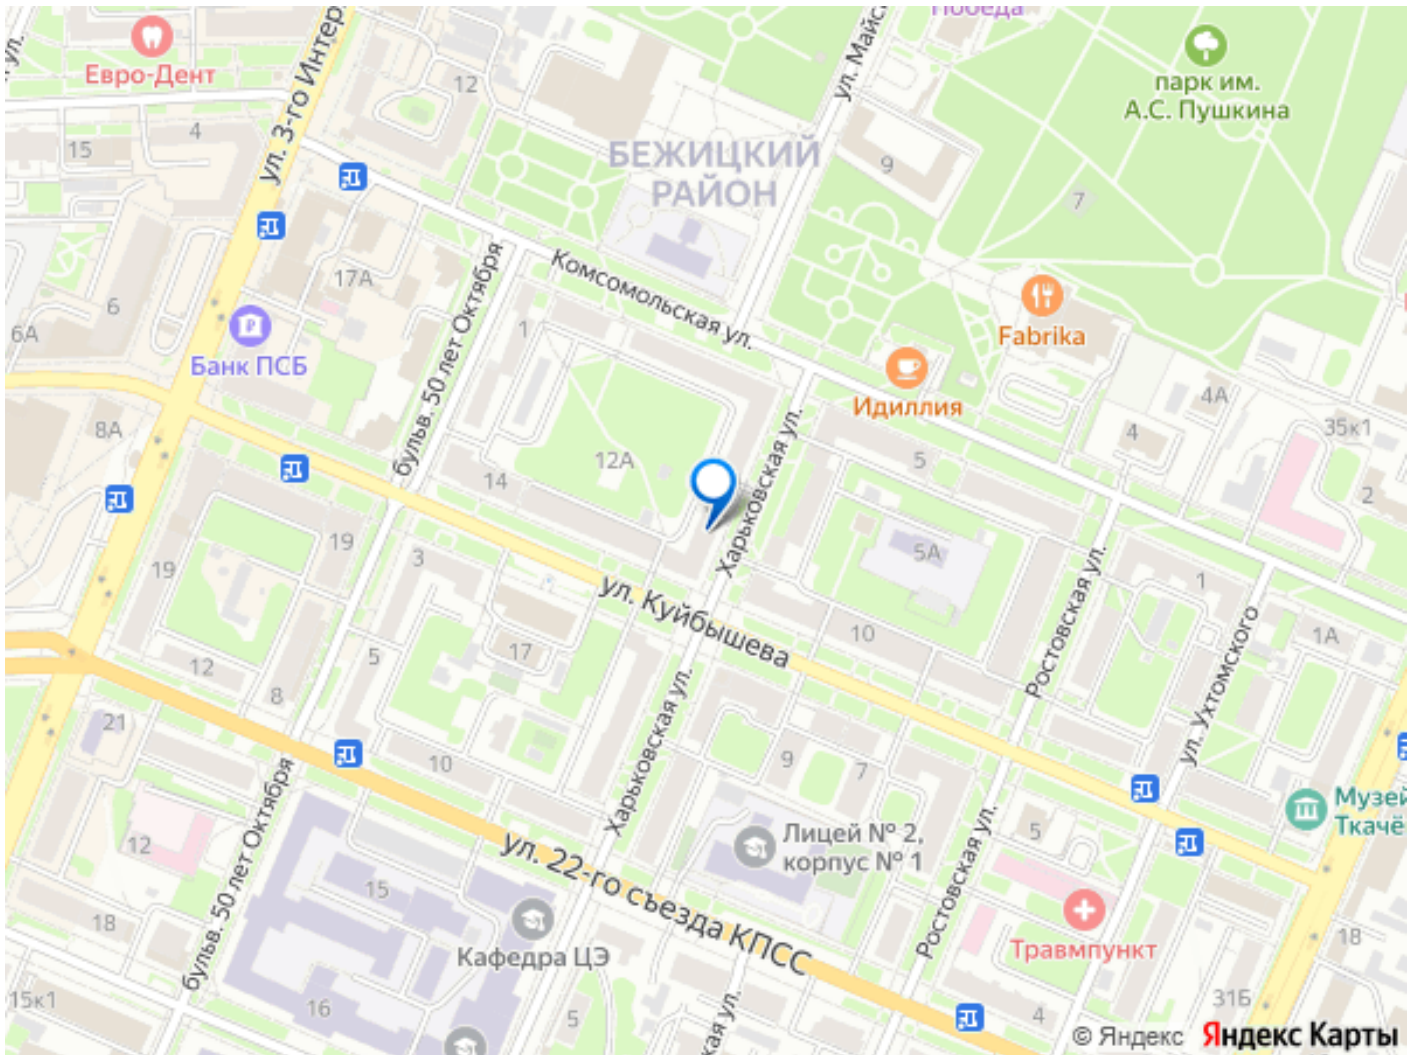 Победа
ул. 3-го Интер
ул. Майс
Евро-Дент
12
парк им.
А.С. Пушкина
4
15
БЕЖИЦКИЙ
РАЙОН
9
7
17А
Комсомольская ул.
6
6А
Банк ПСБ
бульв. 50 лет Октября
1
Fabrika
Идиллия
4А
8А
35к1
4
5
12А
14
2
Харьковская ул.
19
19
3
5А
1
ул. Куйбышева
Ростовская ул.
10
1А
17
12
5
8
ул. Ухтомского
21
10
9
7
Харьковская ул.
бульв. 50 лет Октября
Музей
Ткачё
Лицей № 2,
корпус № 1
5
12
ул. 22-го съезда КПСС
Ростовская ул.
15
18
Кафедра ЦЭ
Травмпункт
18
15к1
16
5
31Б
4
кая ул.
© Яндекс Яндекс Карты